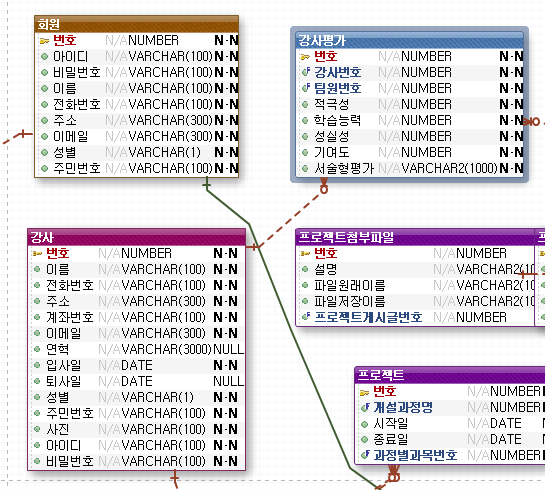 회원
번호 N/A NUMBER N-N
아이디 N/A VARCHAR(100) N-N
비밀번호 N/A VARCHAR(100) N-N
이름 N/A VARCHAR(100) N-N
전화번호 N/A VARCHAR(100) N-N
주소 N/A VARCHAR(300) N-N
이메일 N/A VARCHAR(300) N-N
성별 N/A VARCHAR(1) N-N
주민번호 N/A VARCHAR(100) N-N
강사평가
번호 N/A NUMBER N-N
강사번호 N/A NUMBER N-N
팀원번호 N/A NUMBER N-N
적극성 N/A NUMBER N-N
학습능력 N/A NUMBER N-N
성실성 N/A NUMBER N-N
기여도 N/A NUMBER N-N
서술형평가 N/A VARCHAR2(1000) N-N
강사
번호 N/A NUMBER N-N
이름 N/A VARCHAR(100) N-N
전화번호 N/A VARCHAR(100) N-N
주소 N/A VARCHAR(300) N-N
계좌번호 N/A VARCHAR(100) N-N
이메일 N/A VARCHAR(300) N-N
연혁 N/A VARCHAR(3000) NULL
입사일 N/A DATE N-N
퇴사일 N/A DATE NULL
성별 N/A VARCHAR(1) N-N
주민번호 N/A VARCHAR(100) N-N
사진 N/A VARCHAR(100) N-N
아이디 N/A VARCHAR(100) N-N
비밀번호 N/A VARCHAR(100) N-N
프로젝트첨부파일
번호 N/A NUMBER
설명 N/A VARCHAR2(10
파일원래이름 N/A VARCHAR2(10
파일저장이름 N/A VARCHAR2(10
프로젝트게시글번호 N/A NUMBER
프로젝트
번호 N/A NUMBER
개설과정명 N/A NUMBER
시작일 N/A DATE N
종료일 N/A DATE N
과정별과목번호 N/A NUMBER